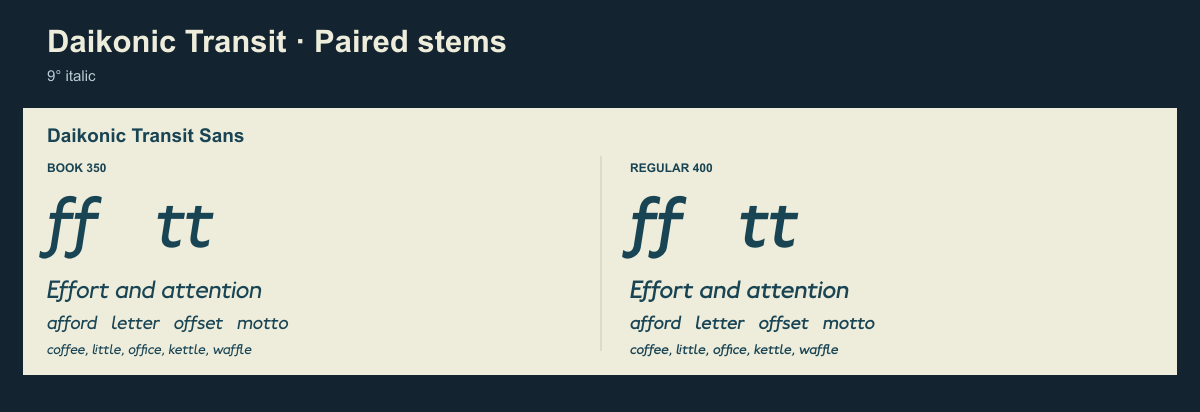 Daikonic Transit · Paired stems
9° italic
Daikonic Transit Sans
BOOK 350
ff tt
Effort and attention
afford letter offset motto
coffee, little, office, kettle, waffle
REGULAR 400
ff tt
Effort and attention
afford letter offset motto
coffee, little, office, kettle, waffle